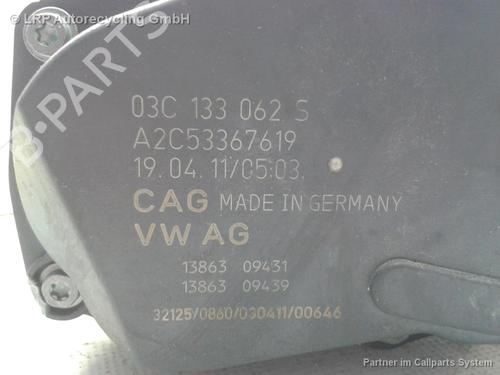 © LRP Autorecycling GmbH
B-PARTS
03C 133 062 S
A2C53367619
19.04.11/05:03.
CAG MADE IN GERMANY
VW AG
13863 09431
13863 09439
32125/0860/030411/00646
Partner im Callparts System